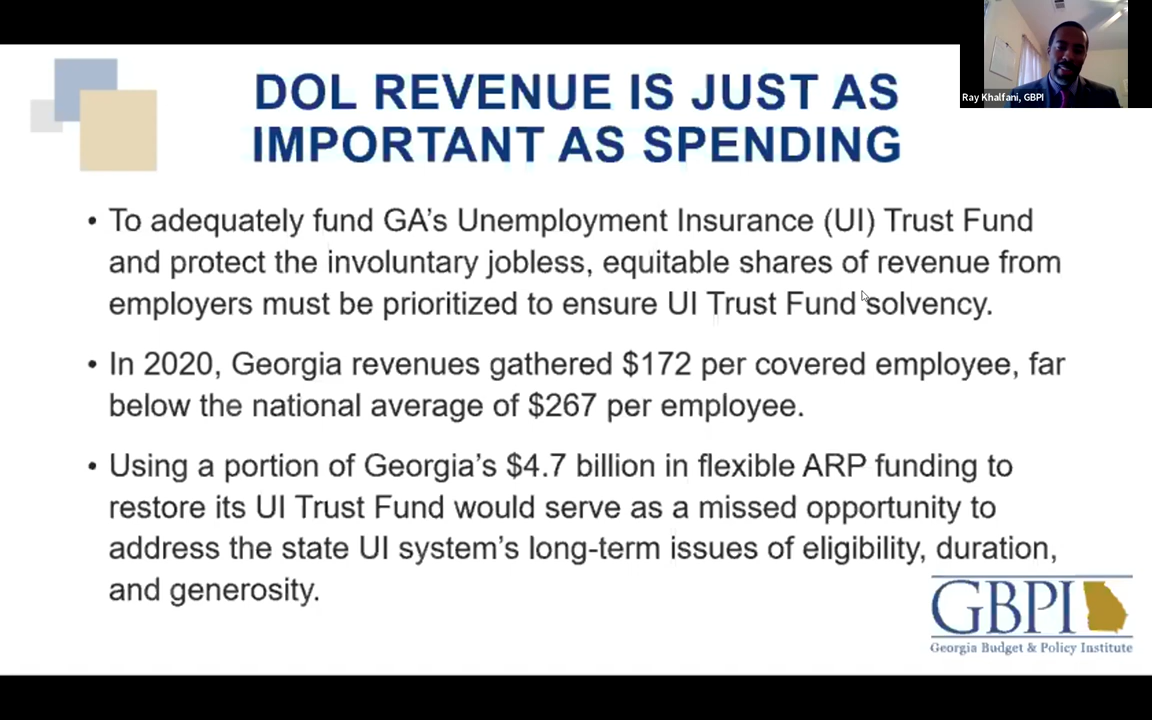 DOL REVENUE IS JUST AS
IMPORTANT AS SPENDING
Ray Khalfani, GBPI
• To adequately fund GA’s Unemployment Insurance (UI) Trust Fund
and protect the involuntary jobless, equitable shares of revenue from
employers must be prioritized to ensure UI Trust Fund solvency.
• In 2020, Georgia revenues gathered $172 per covered employee, far
below the national average of $267 per employee.
• Using a portion of Georgia’s $4.7 billion in flexible ARP funding to
restore its UI Trust Fund would serve as a missed opportunity to
address the state UI system’s long-term issues of eligibility, duration,
and generosity.
GBPI
Georgia Budget & Policy Institute